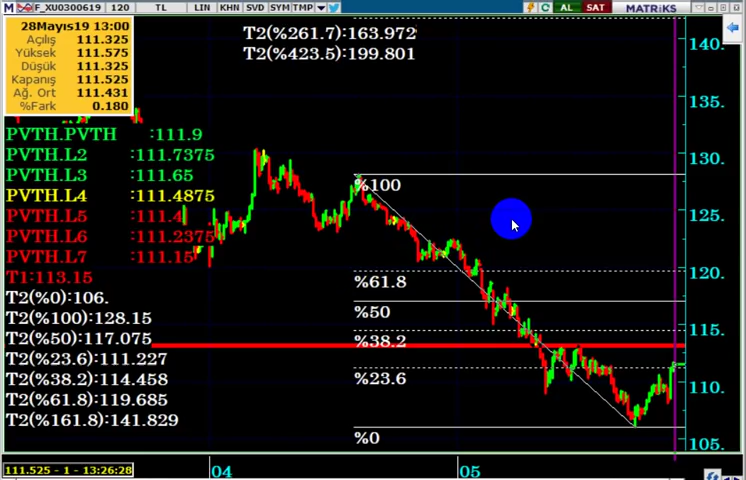 M F_XU0300619 120 TL LIN KHN SVD SYM TMP AL SAT MATRIKS
28Mayıs19 13:00
Açılış 111.325
Yüksek 111.575
Düşük 111.325
Kapanış 111.525
Ağ. Ort 111.431
%Fark 0.180
T2(%261.7):163.972
T2(%423.5):199.801
PVTH.PVTH :111.9
PVTH.L2 :111.7375
PVTH.L3 :111.65
PVTH.L4 :111.4875
PVTH.L5 :111.4
PVTH.L6 :111.2375
PVTH.L7 :111.15
T1:113.15
T2(%0):106.
T2(%100):128.15
T2(%50):117.075
T2(%23.6):111.227
T2(%38.2):114.458
T2(%61.8):119.685
T2(%161.8):141.829
%100
%61.8
%50
%38.2
%23.6
%0
140.
135.
130.
125.
120.
115.
110.
105.
111.525 - 1 - 13:26:28
04
05